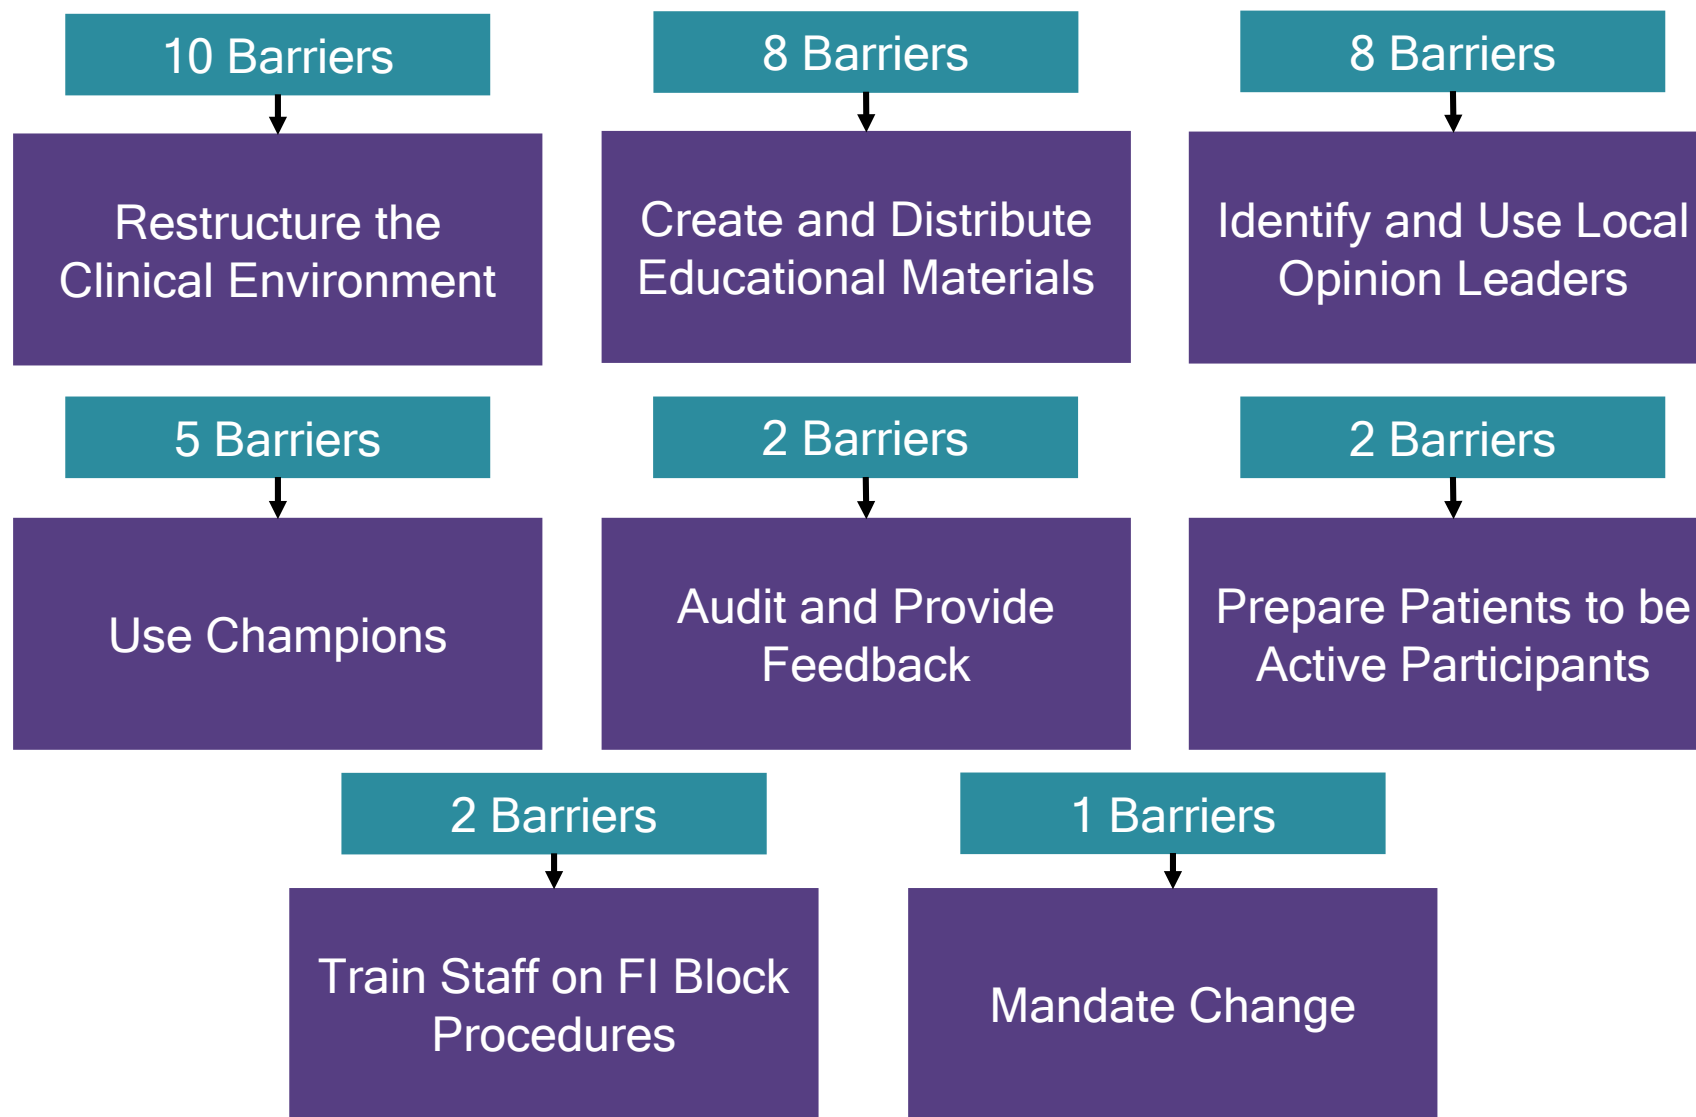 10 Barriers
8 Barriers
8 Barriers
Restructure the
Clinical Environment
Create and Distribute
Educational Materials
Identify and Use Local
Opinion Leaders
5 Barriers
2 Barriers
2 Barriers
Use Champions
Audit and Provide
Feedback
Prepare Patients to be
Active Participants
2 Barriers
1 Barriers
Train Staff on FI Block
Procedures
Mandate Change